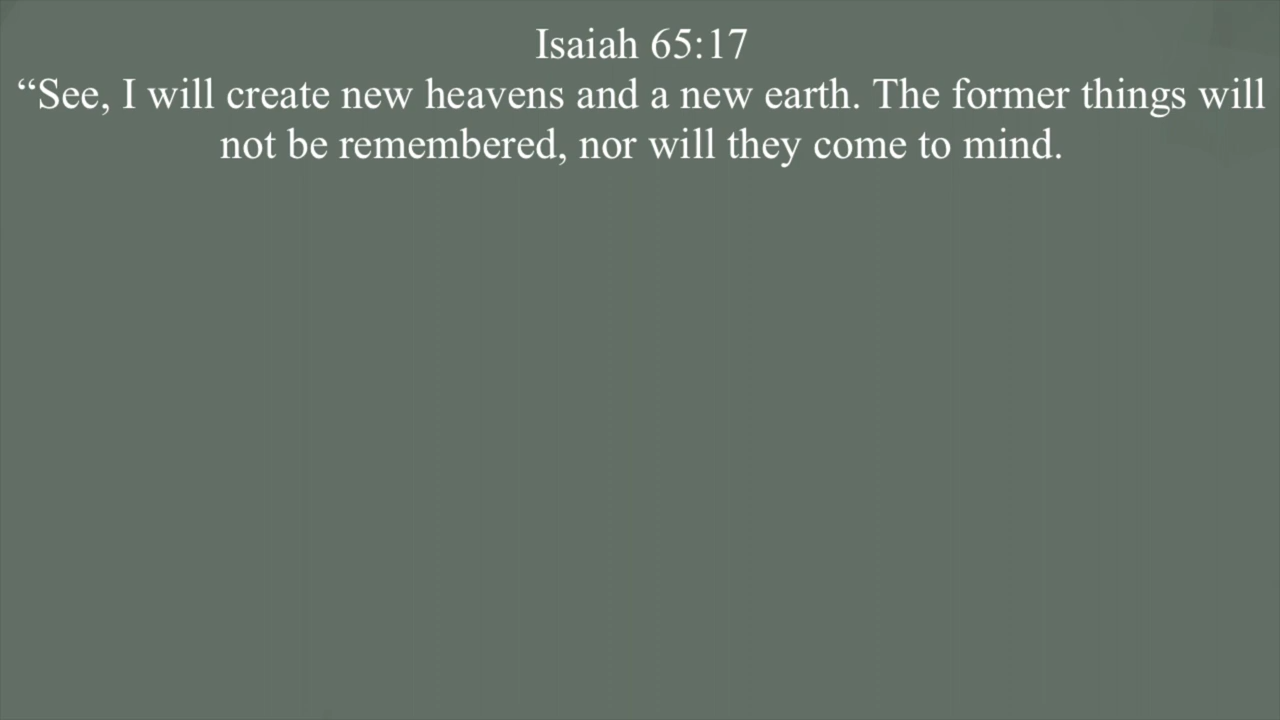 Isaiah 65:17
“See, I will create new heavens and a new earth. The former things will
not be remembered, nor will they come to mind.